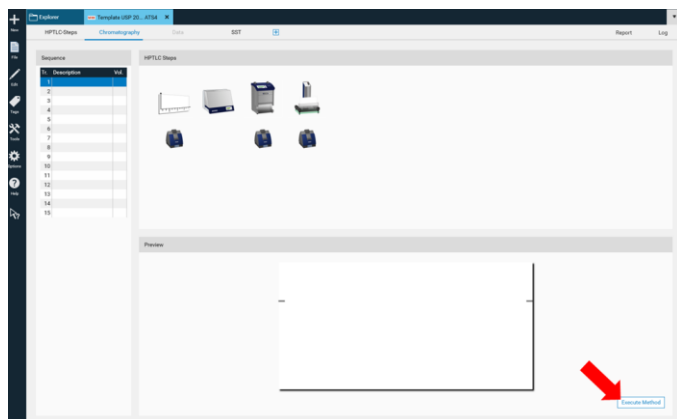 New
File
Edit
Tags
Tools
Options
Help
Explorer
Template USP 20... ATS4 ×
HPTLC-Steps Chromatography Data SST Report Log
Sequence
Tr. Description Vol.
1
2
3
4
5
6
7
8
9
10
11
12
13
14
15
HPTLC Steps
Preview
Execute Method